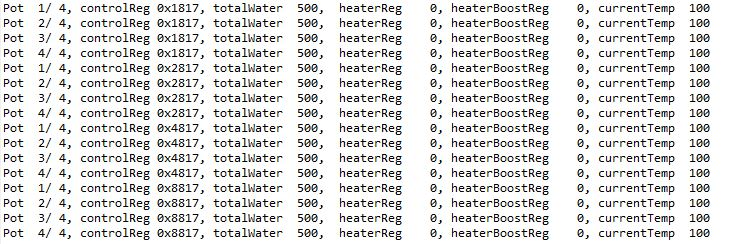 Pot  1/ 4, controlReg 0x1817, totalWater  500,  heaterReg    0, heaterBoostReg    0, currentTemp  100
Pot  2/ 4, controlReg 0x1817, totalWater  500,  heaterReg    0, heaterBoostReg    0, currentTemp  100
Pot  3/ 4, controlReg 0x1817, totalWater  500,  heaterReg    0, heaterBoostReg    0, currentTemp  100
Pot  4/ 4, controlReg 0x1817, totalWater  500,  heaterReg    0, heaterBoostReg    0, currentTemp  100
Pot  1/ 4, controlReg 0x2817, totalWater  500,  heaterReg    0, heaterBoostReg    0, currentTemp  100
Pot  2/ 4, controlReg 0x2817, totalWater  500,  heaterReg    0, heaterBoostReg    0, currentTemp  100
Pot  3/ 4, controlReg 0x2817, totalWater  500,  heaterReg    0, heaterBoostReg    0, currentTemp  100
Pot  4/ 4, controlReg 0x2817, totalWater  500,  heaterReg    0, heaterBoostReg    0, currentTemp  100
Pot  1/ 4, controlReg 0x4817, totalWater  500,  heaterReg    0, heaterBoostReg    0, currentTemp  100
Pot  2/ 4, controlReg 0x4817, totalWater  500,  heaterReg    0, heaterBoostReg    0, currentTemp  100
Pot  3/ 4, controlReg 0x4817, totalWater  500,  heaterReg    0, heaterBoostReg    0, currentTemp  100
Pot  4/ 4, controlReg 0x4817, totalWater  500,  heaterReg    0, heaterBoostReg    0, currentTemp  100
Pot  1/ 4, controlReg 0x8817, totalWater  500,  heaterReg    0, heaterBoostReg    0, currentTemp  100
Pot  2/ 4, controlReg 0x8817, totalWater  500,  heaterReg    0, heaterBoostReg    0, currentTemp  100
Pot  3/ 4, controlReg 0x8817, totalWater  500,  heaterReg    0, heaterBoostReg    0, currentTemp  100
Pot  4/ 4, controlReg 0x8817, totalWater  500,  heaterReg    0, heaterBoostReg    0, currentTemp  100